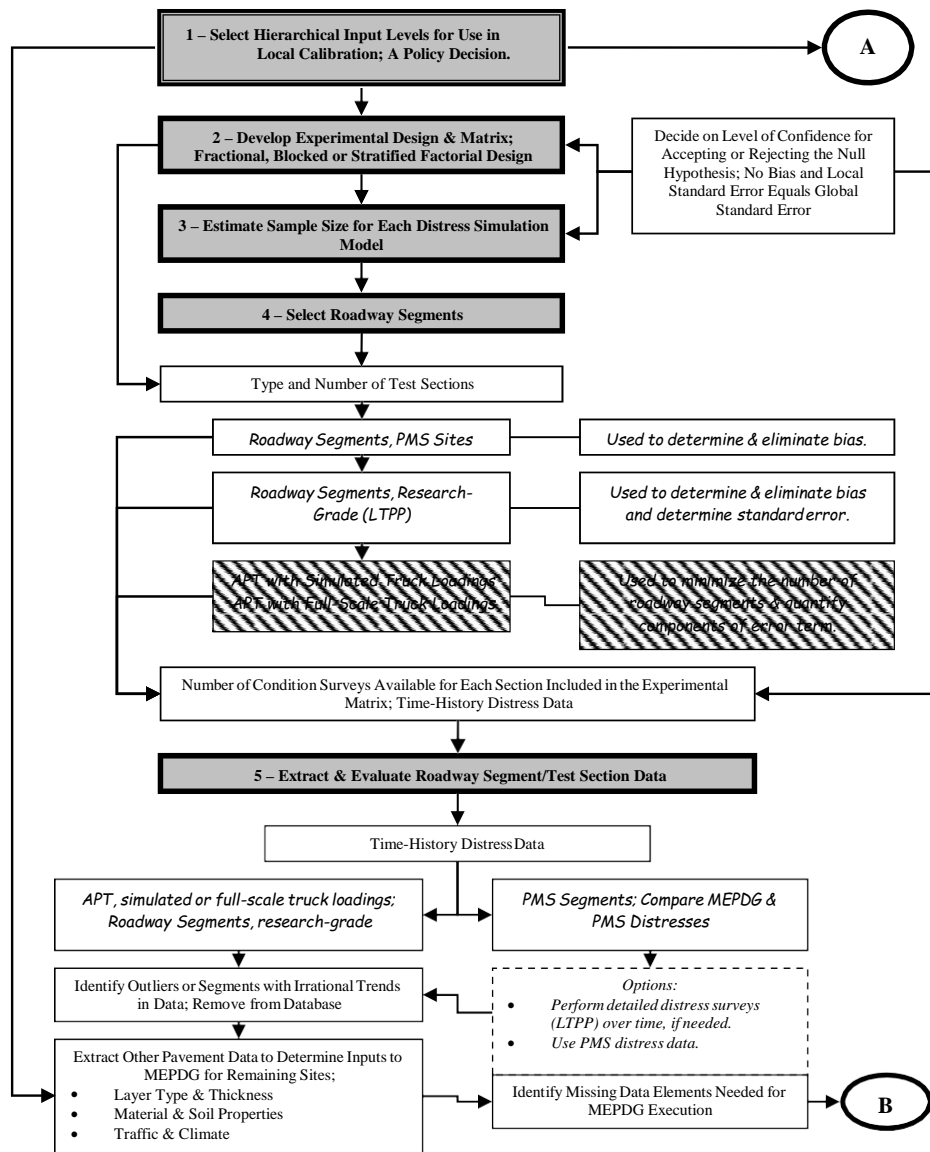 1 – Select Hierarchical Input Levels for Use in
Local Calibration; A Policy Decision.
A
2 – Develop Experimental Design & Matrix;
Fractional, Blocked or Stratified Factorial Design
Decide on Level of Confidence for
Accepting or Rejecting the Null
Hypothesis; No Bias and Local
Standard Error Equals Global
Standard Error
3 – Estimate Sample Size for Each Distress Simulation
Model
4 – Select Roadway Segments
Type and Number of Test Sections
Roadway Segments, PMS Sites
Used to determine & eliminate bias.
Roadway Segments, Research-
Grade (LTPP)
Used to determine & eliminate bias
and determine standard error.
APT with Simulated Truck Loadings
APT with Full-Scale Truck Loadings
Used to minimize the number of
roadway segments & quantify
components of error term.
Number of Condition Surveys Available for Each Section Included in the Experimental
Matrix; Time-History Distress Data
5 – Extract & Evaluate Roadway Segment/Test Section Data
Time-History Distress Data
APT, simulated or full-scale truck loadings;
Roadway Segments, research-grade
PMS Segments; Compare MEPDG &
PMS Distresses
Identify Outliers or Segments with Irrational Trends
in Data; Remove from Database
Options:
• Perform detailed distress surveys
(LTPP) over time, if needed.
• Use PMS distress data.
Extract Other Pavement Data to Determine Inputs to
MEPDG for Remaining Sites;
• Layer Type & Thickness
• Material & Soil Properties
• Traffic & Climate
Identify Missing Data Elements Needed for
MEPDG Execution
B